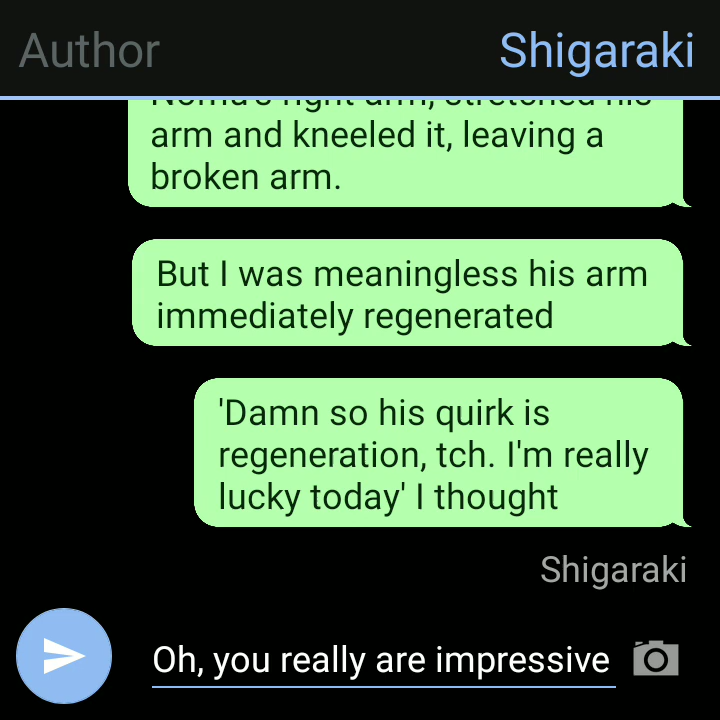 Author
Shigaraki
arm and kneeled it, leaving a
broken arm.
But I was meaningless his arm
immediately regenerated
'Damn so his quirk is
regeneration, tch. I'm really
lucky today' I thought
Shigaraki
Oh, you really are impressive